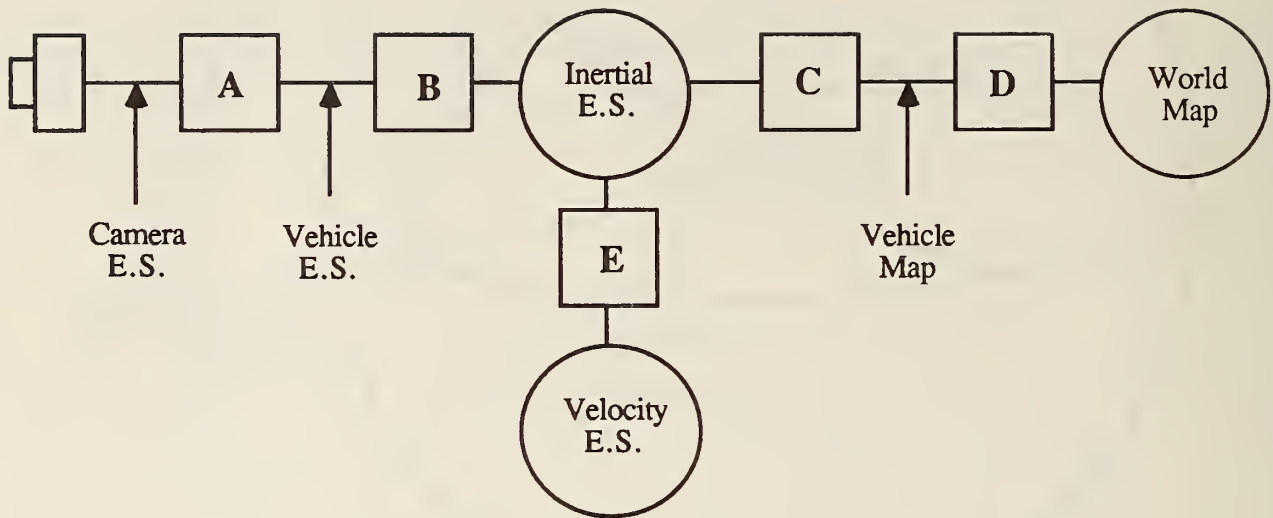 A
B
Inertial
E.S.
C
D
World
Map
Camera
E.S.
Vehicle
E.S.
E
Vehicle
Map
Velocity
E.S.